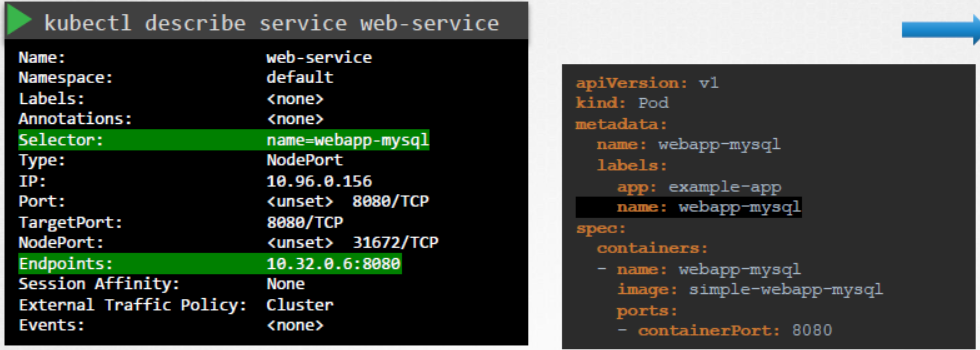 kubectl describe service web-service
Name: web-service
Namespace: default
Labels: <none>
Annotations: <none>
Selector: name=webapp-mysql
Type: NodePort
IP: 10.96.0.156
Port: <unset> 8080/TCP
TargetPort: 8080/TCP
NodePort: <unset> 31672/TCP
Endpoints: 10.32.0.6:8080
Session Affinity: None
External Traffic Policy: Cluster
Events: <none>
apiVersion: v1
kind: Pod
metadata:
  name: webapp-mysql
  labels:
    app: example-app
    name: webapp-mysql
spec:
  containers:
  - name: webapp-mysql
    image: simple-webapp-mysql
    ports:
    - containerPort: 8080